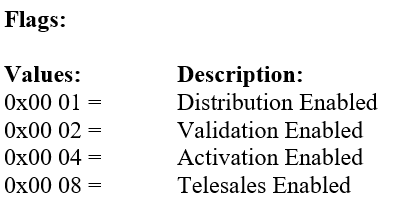 Flags:
Values: Description:
0x00 01 = Distribution Enabled
0x00 02 = Validation Enabled
0x00 04 = Activation Enabled
0x00 08 = Telesales Enabled